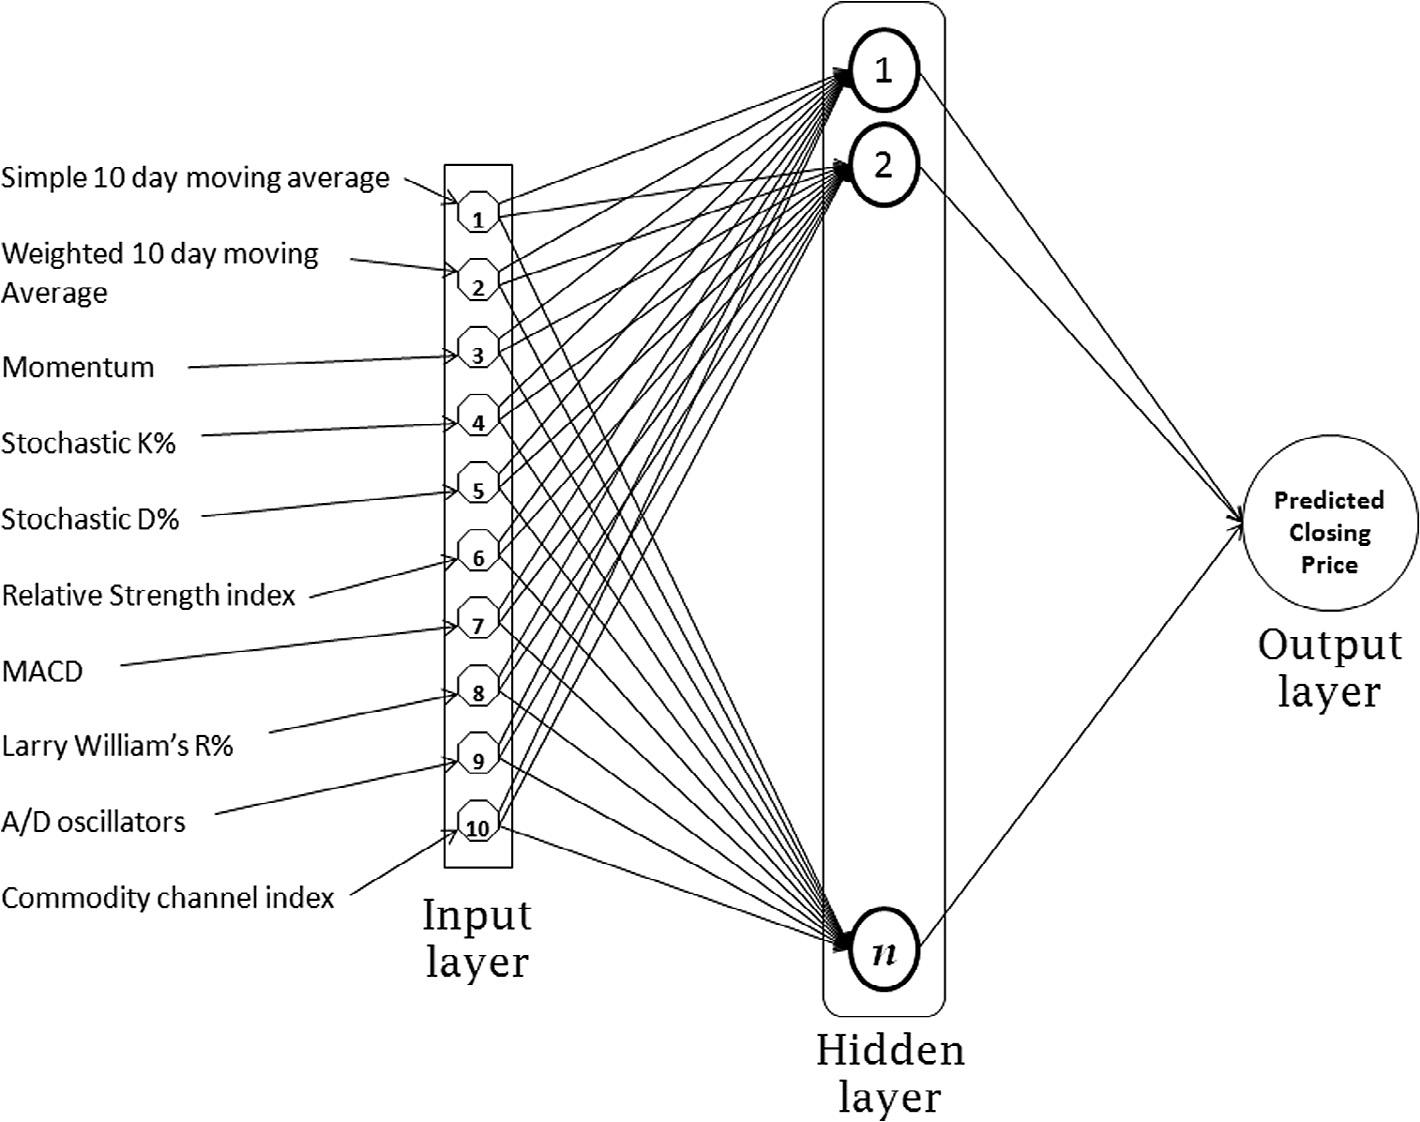 Simple 10 day moving average
Weighted 10 day moving
Average
Momentum
Stochastic K%
Stochastic D%
Relative Strength index
MACD
Larry William’s R%
A/D oscillators
Commodity channel index
1
2
3
4
5
6
7
8
9
10
Input
layer
1
2
n
Hidden
layer
Predicted
Closing
Price
Output
layer